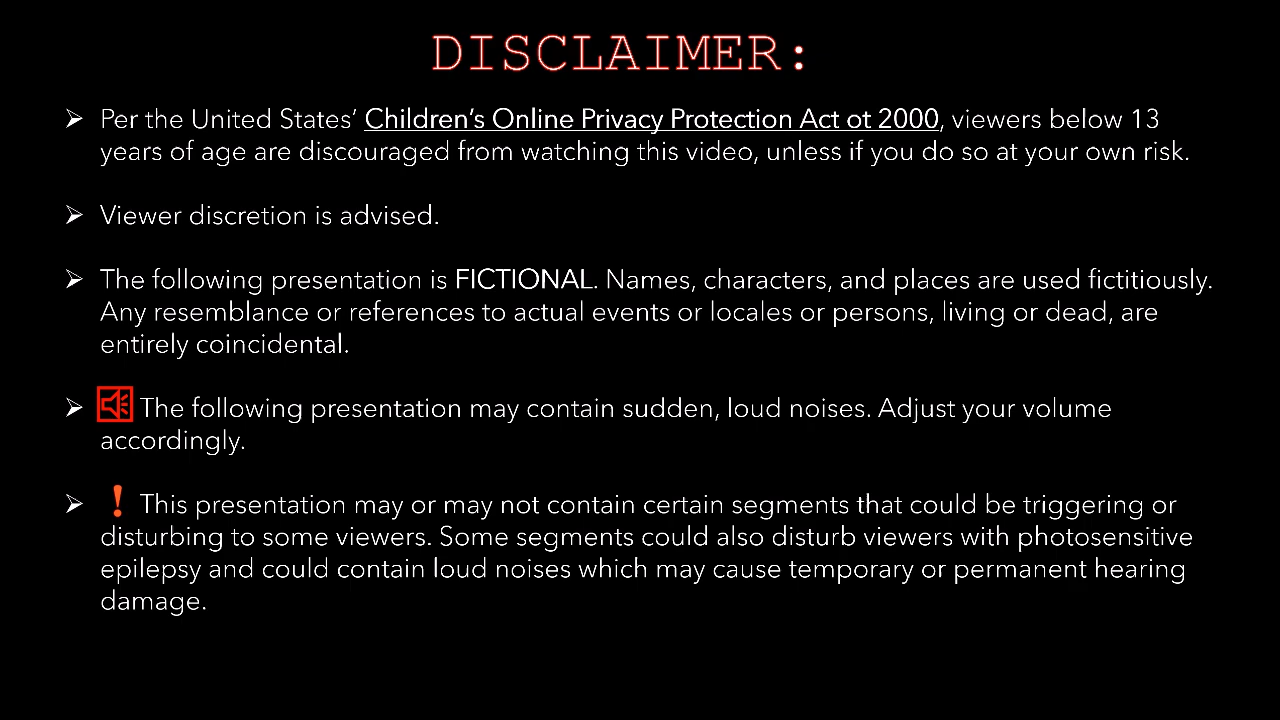 DISCLAIMER:
➢ Per the United States’ Children’s Online Privacy Protection Act ot 2000, viewers below 13
years of age are discouraged from watching this video, unless if you do so at your own risk.
➢ Viewer discretion is advised.
➢ The following presentation is FICTIONAL. Names, characters, and places are used fictitiously.
Any resemblance or references to actual events or locales or persons, living or dead, are
entirely coincidental.
➢ The following presentation may contain sudden, loud noises. Adjust your volume
accordingly.
➢ ! This presentation may or may not contain certain segments that could be triggering or
disturbing to some viewers. Some segments could also disturb viewers with photosensitive
epilepsy and could contain loud noises which may cause temporary or permanent hearing
damage.